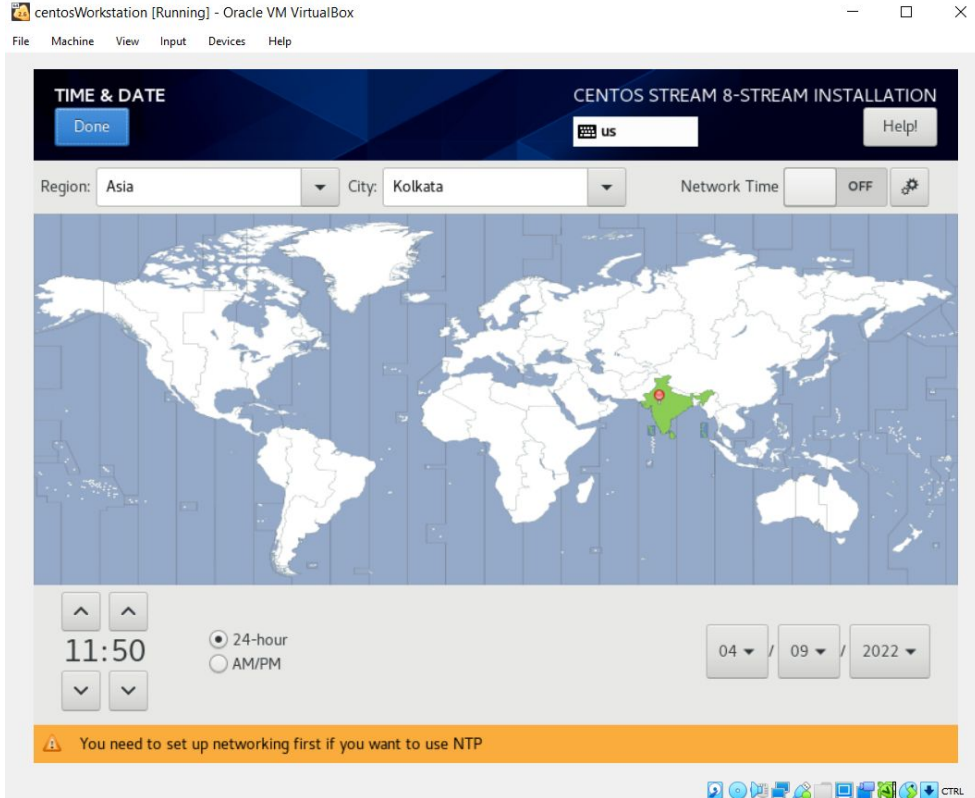 centosWorkstation [Running] - Oracle VM VirtualBox
File Machine View Input Devices Help
TIME & DATE
CENTOS STREAM 8-STREAM INSTALLATION
Done
us
Help!
Region: Asia City: Kolkata Network Time OFF
11:50
24-hour
AM/PM
04 / 09 / 2022
You need to set up networking first if you want to use NTP
CTRL